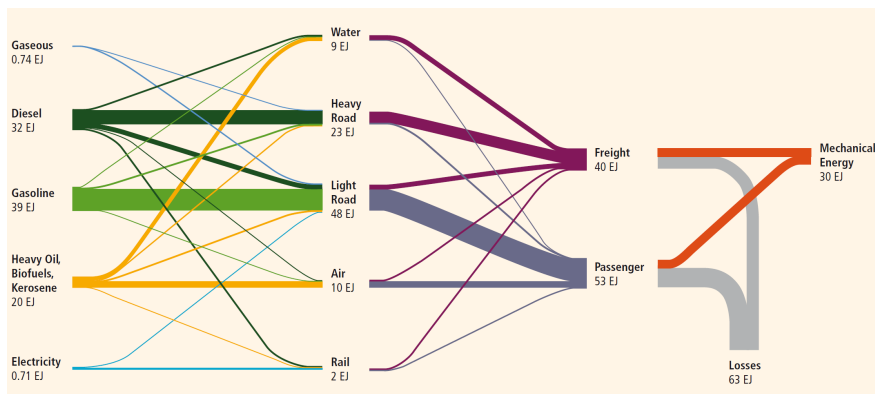 Gaseous
0.74 EJ
Diesel
32 EJ
Gasoline
39 EJ
Heavy Oil,
Biofuels,
Kerosene
20 EJ
Electricity
0.71 EJ
Water
9 EJ
Heavy
Road
23 EJ
Light
Road
48 EJ
Air
10 EJ
Rail
2 EJ
Freight
40 EJ
Passenger
53 EJ
Mechanical
Energy
30 EJ
Losses
63 EJ